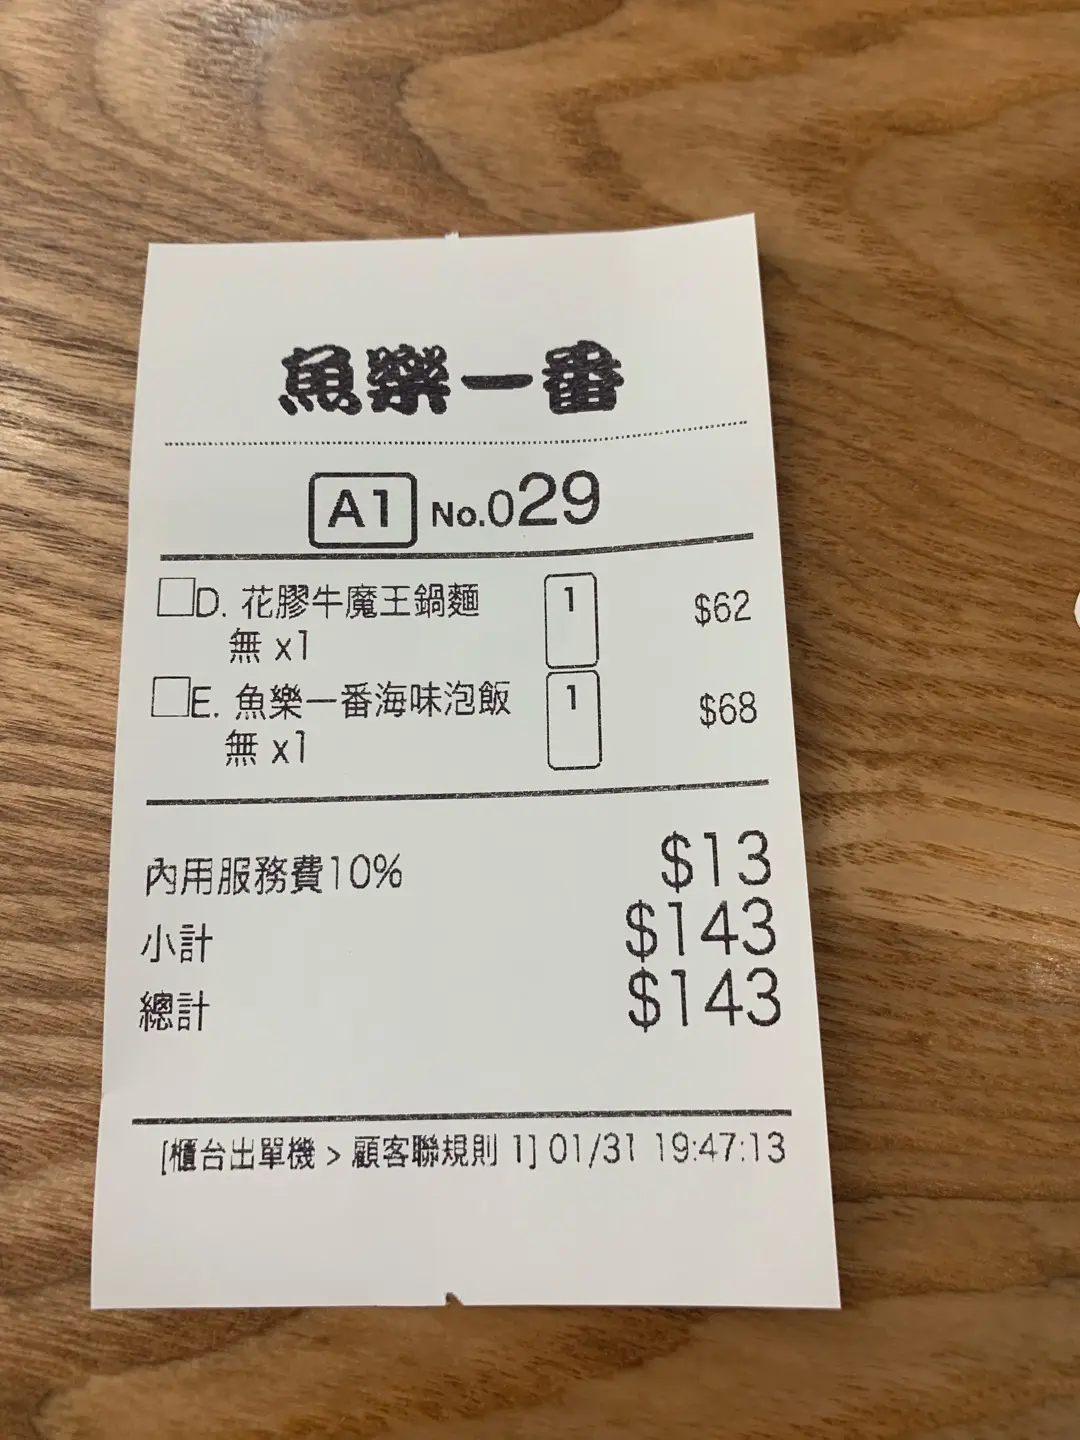 魚樂一番
A1 No.029
D. 花膠牛魔王鍋麵 1 $62
無 x1
E. 魚樂一番海味泡飯 1 $68
無 x1
內用服務費10% $13
小計 $143
總計 $143
[櫃台出單機 > 顧客聯規則 1] 01/31 19:47:13